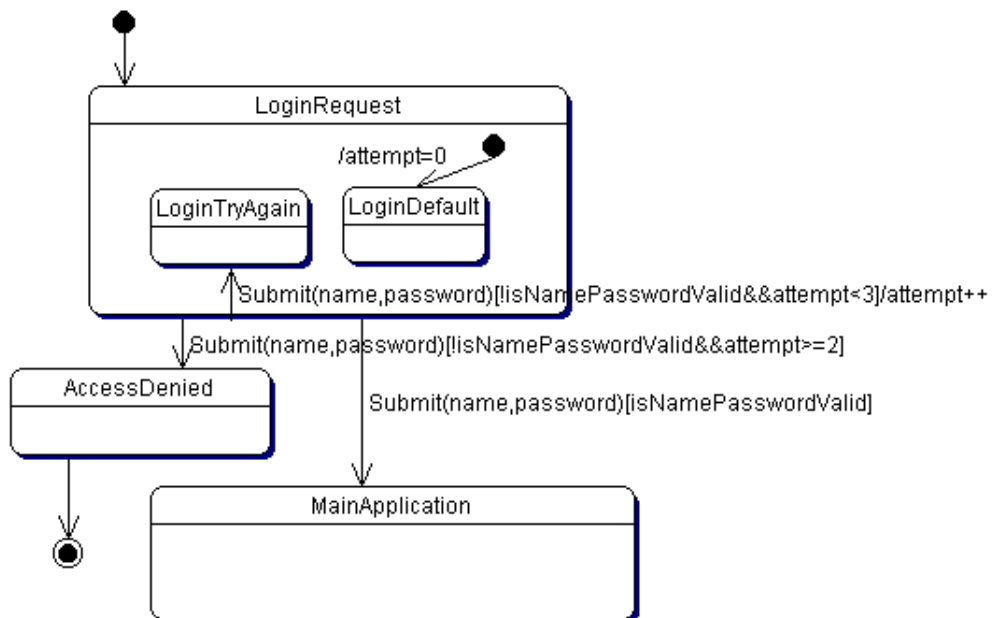 LoginRequest
/attempt=0
LoginTryAgain
LoginDefault
Submit(name,password)[!isNamePasswordValid&&attempt<3]/attempt++
Submit(name,password)[!isNamePasswordValid&&attempt>=2]
AccessDenied
Submit(name,password)[isNamePasswordValid]
MainApplication